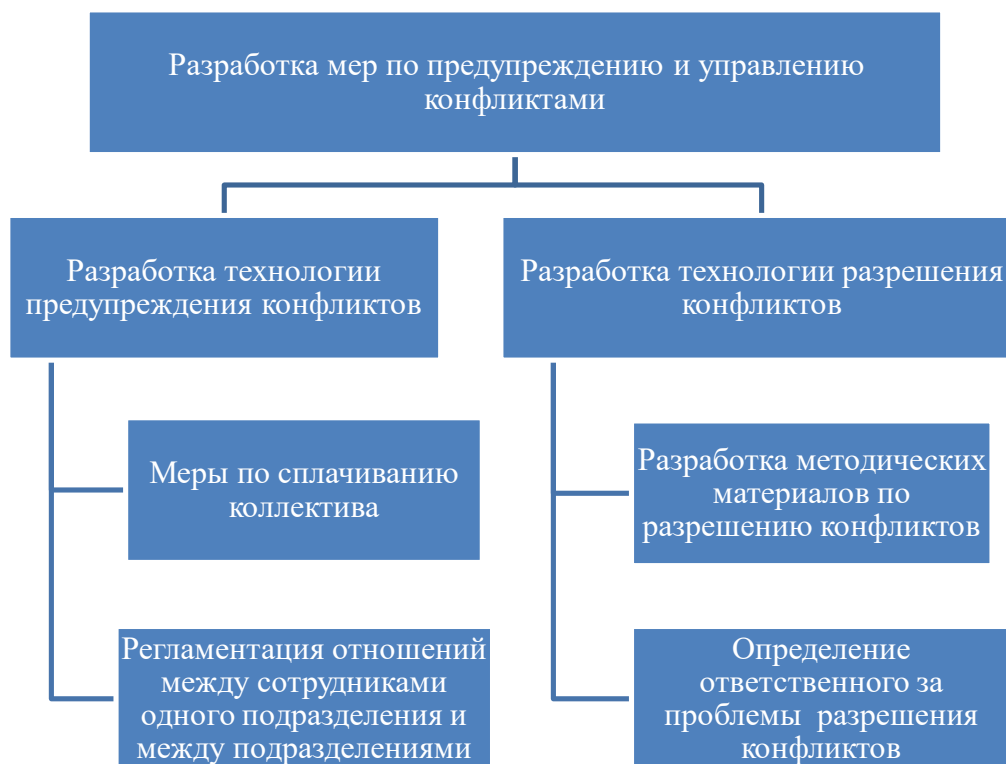 Разработка мер по предупреждению и управлению
конфликтами
Разработка технологии
предупреждения конфликтов
Разработка технологии разрешения
конфликтов
Меры по сплачиванию
коллектива
Разработка методических
материалов по
разрешению конфликтов
Регламентация отношений
между сотрудниками
одного подразделения и
между подразделениями
Определение
ответственного за
проблемы  разрешения
конфликтов